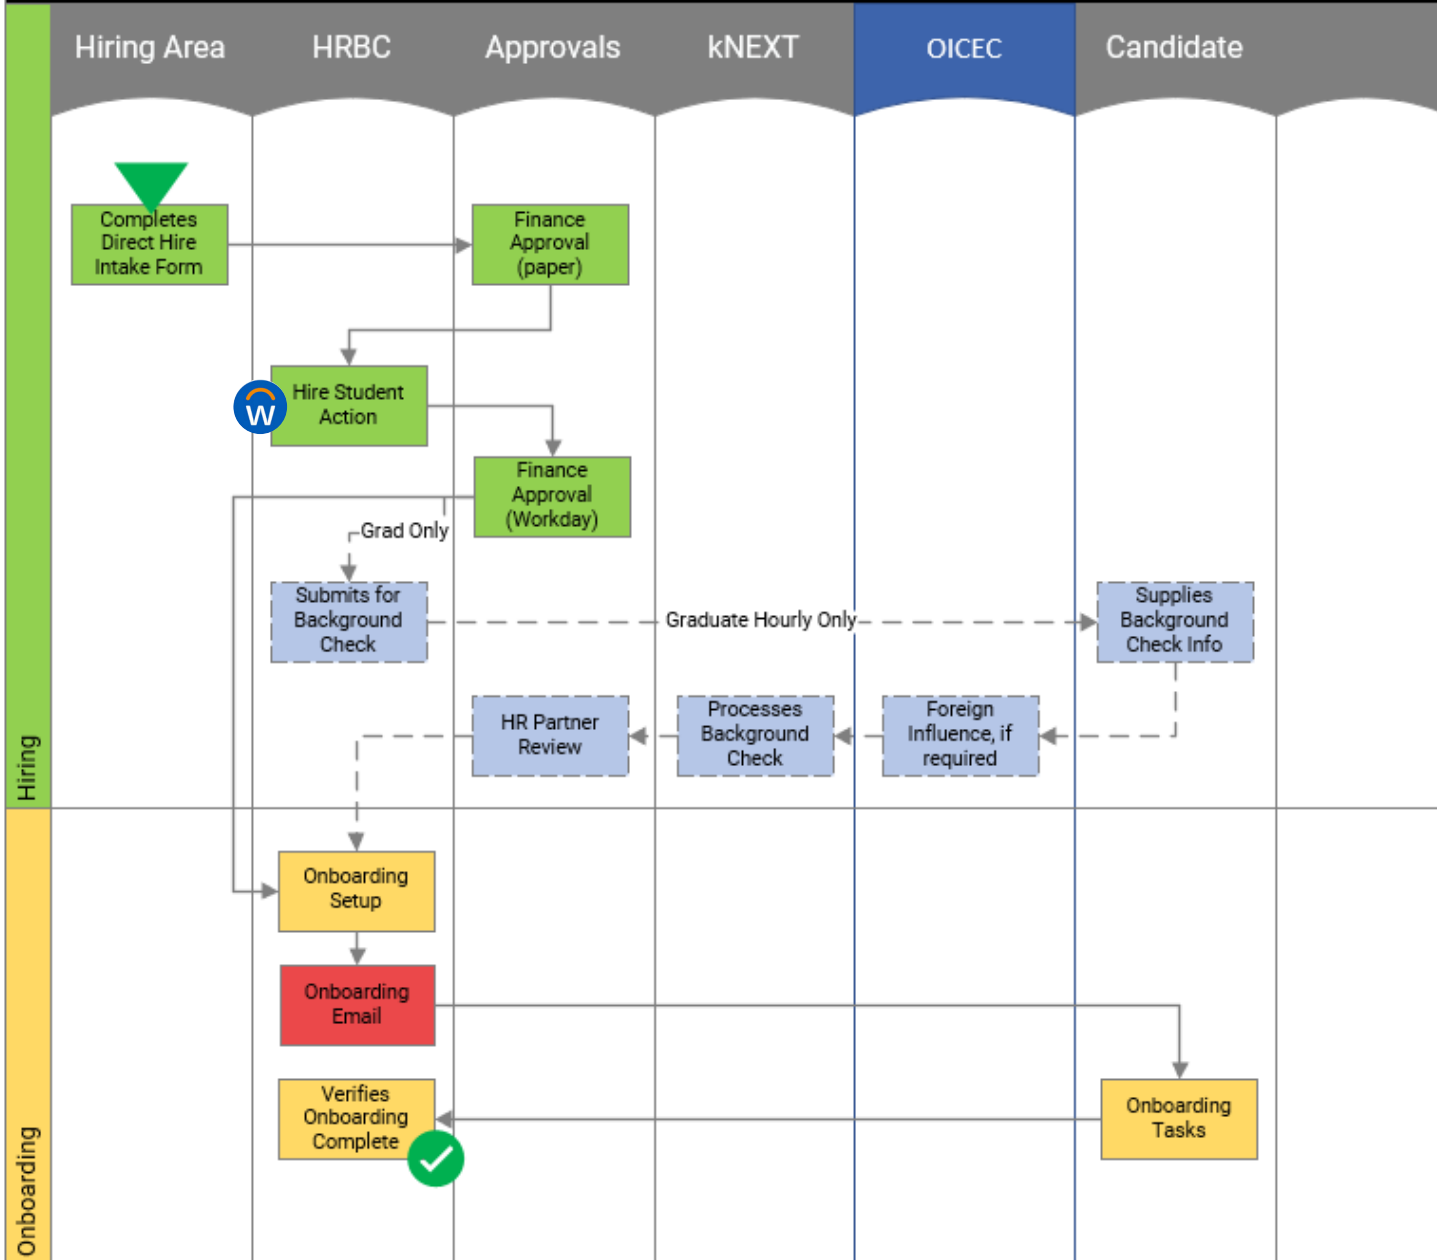 Hiring Area
HRBC
Approvals
kNEXT
OICEC
Candidate
Completes
Direct Hire
Intake Form
Finance
Approval
(paper)
W
Hire Student
Action
Finance
Approval
(Workday)
Grad Only
Submits for
Background
Check
Graduate Hourly Only
Supplies
Background
Check Info
HR Partner
Review
Processes
Background
Check
Foreign
Influence, if
required
Hiring
Onboarding
Setup
Onboarding
Email
Verifies
Onboarding
Complete
Onboarding
Tasks
Onboarding